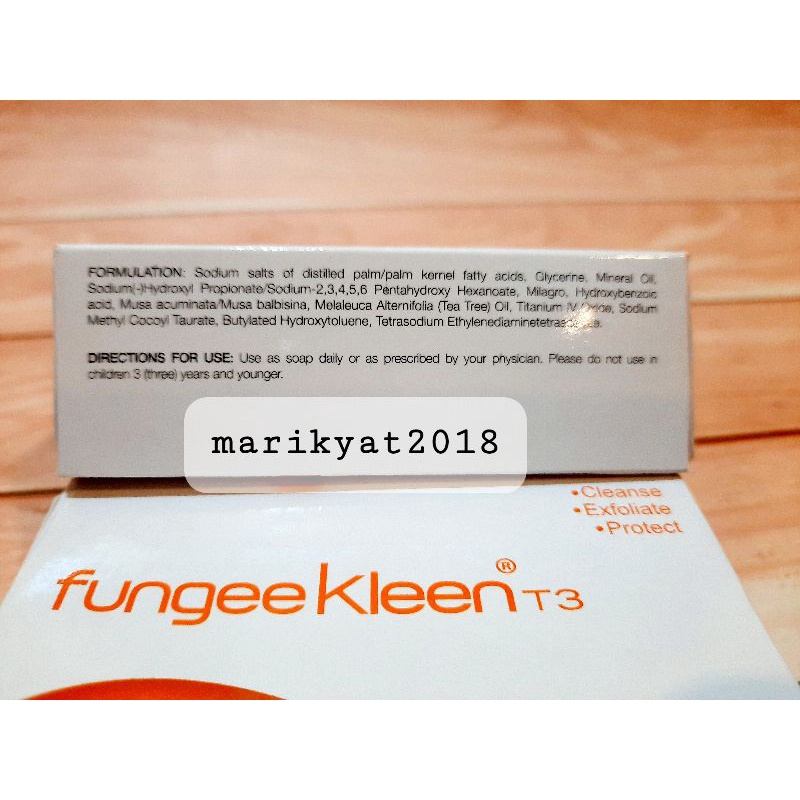 FORMULATION: Sodium salts of distilled palm/palm kernel fatty acids, Glycerine, Mineral Oil,
Sodium(-)Hydroxyl Propionate/Sodium-2,3,4,5,6 Pentahydroxy Hexanoate, Milagro, Hydroxybenzoic
acid, Musa acuminata/Musa balbisina, Melaleuca Alternifolia (Tea Tree) Oil, Titanium IV Oxide, Sodium
Methyl Cocoyl Taurate, Butylated Hydroxytoluene, Tetrasodium
DIRECTIONS FOR USE: Use as soap daily or as prescribed by your physician. Please do not use in
children 3 (three) years and younger.
marikyat2018
•Cleanse
•Exfoliate
•Protect
fungee Kleen® T3